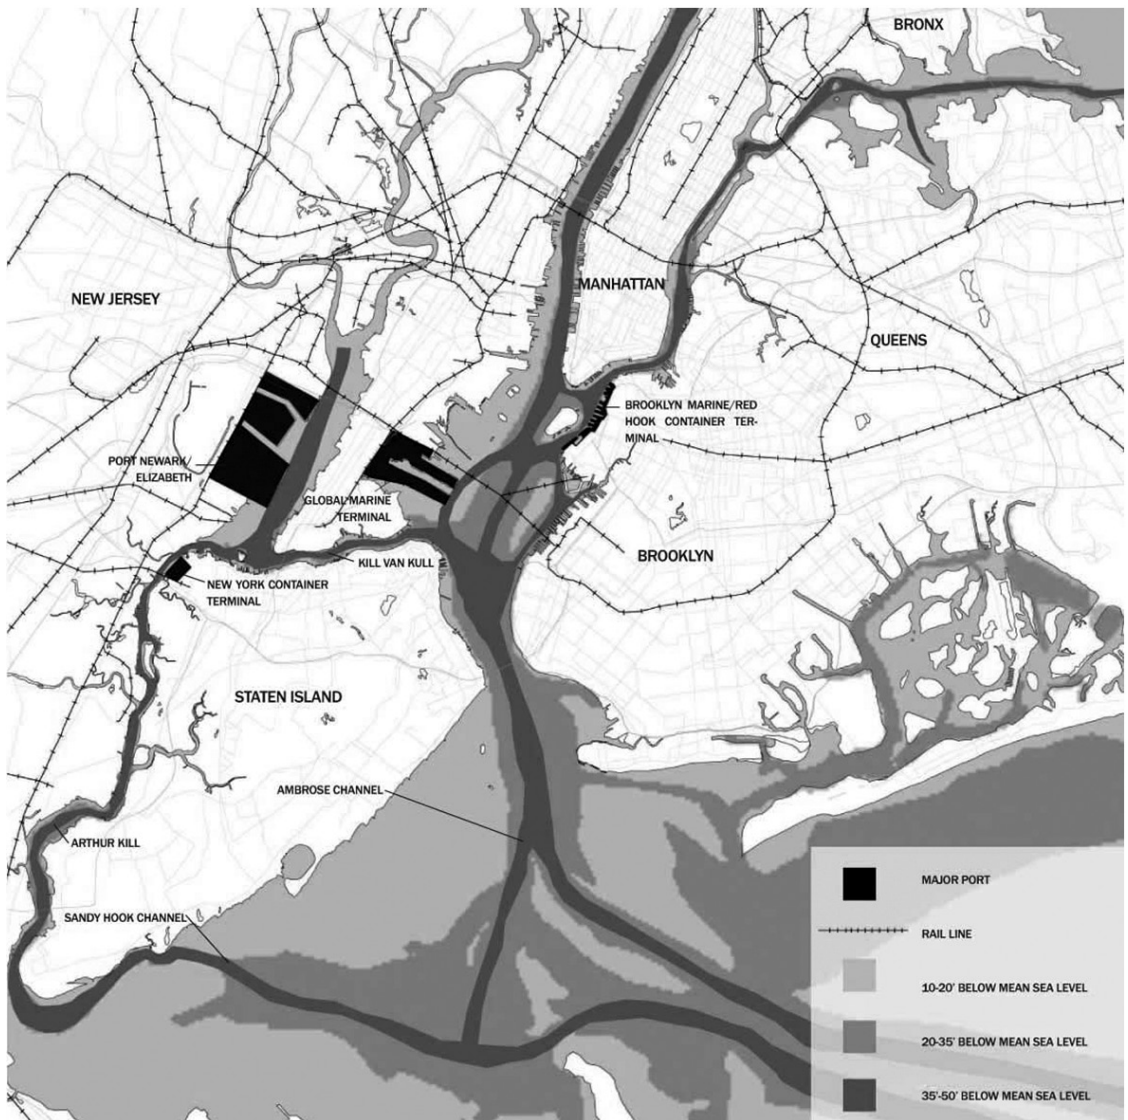 BRONX
NEW JERSEY
MANHATTAN
QUEENS
BROOKLYN MARINE/RED
HOOK CONTAINER TER-
MINAL
PORT NEWARK/
ELIZABETH
GLOBAL MARINE
TERMINAL
KILL VAN KULL
BROOKLYN
NEW YORK CONTAINER
TERMINAL
STATEN ISLAND
AMBROSE CHANNEL
ARTHUR KILL
SANDY HOOK CHANNEL
MAJOR PORT
RAIL LINE
10-20' BELOW MEAN SEA LEVEL
20-35' BELOW MEAN SEA LEVEL
35'-50' BELOW MEAN SEA LEVEL